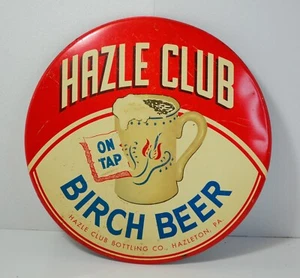 HAZLE CLUB
ON
TAP
BIRCH BEER
HAZLE CLUB BOTTLING CO., HAZLETON, PA.